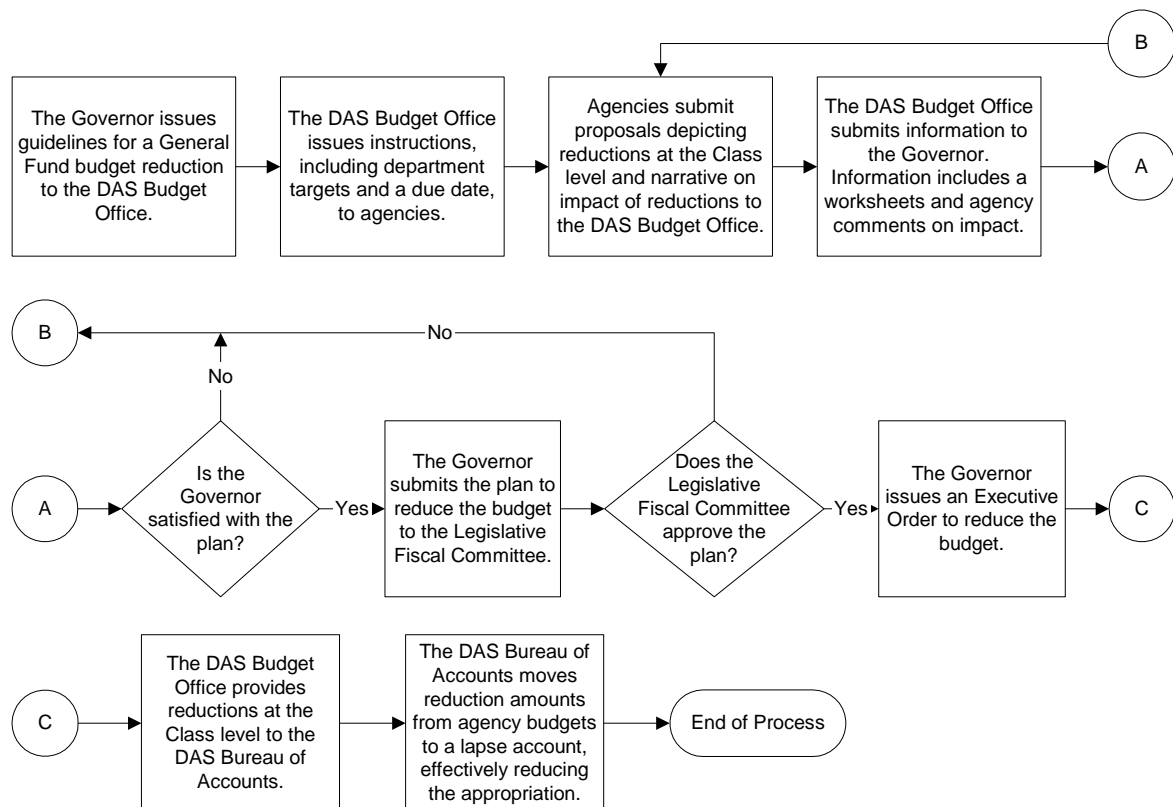 B
The Governor issues
guidelines for a General
Fund budget reduction
to the DAS Budget
Office.
The DAS Budget Office
issues instructions,
including department
targets and a due date,
to agencies.
Agencies submit
proposals depicting
reductions at the Class
level and narrative on
impact of reductions to
the DAS Budget Office.
The DAS Budget Office
submits information to
the Governor.
Information includes a
worksheets and agency
comments on impact.
A
B
No
No
A
Is the
Governor
satisfied with the
plan?
Yes
The Governor
submits the plan to
reduce the budget
to the Legislative
Fiscal Committee.
Does the
Legislative
Fiscal Committee
approve the
plan?
Yes
The Governor
issues an Executive
Order to reduce the
budget.
C
C
The DAS Budget
Office provides
reductions at the
Class level to the
DAS Bureau of
Accounts.
The DAS Bureau of
Accounts moves
reduction amounts
from agency budgets
to a lapse account,
effectively reducing
the appropriation.
End of Process